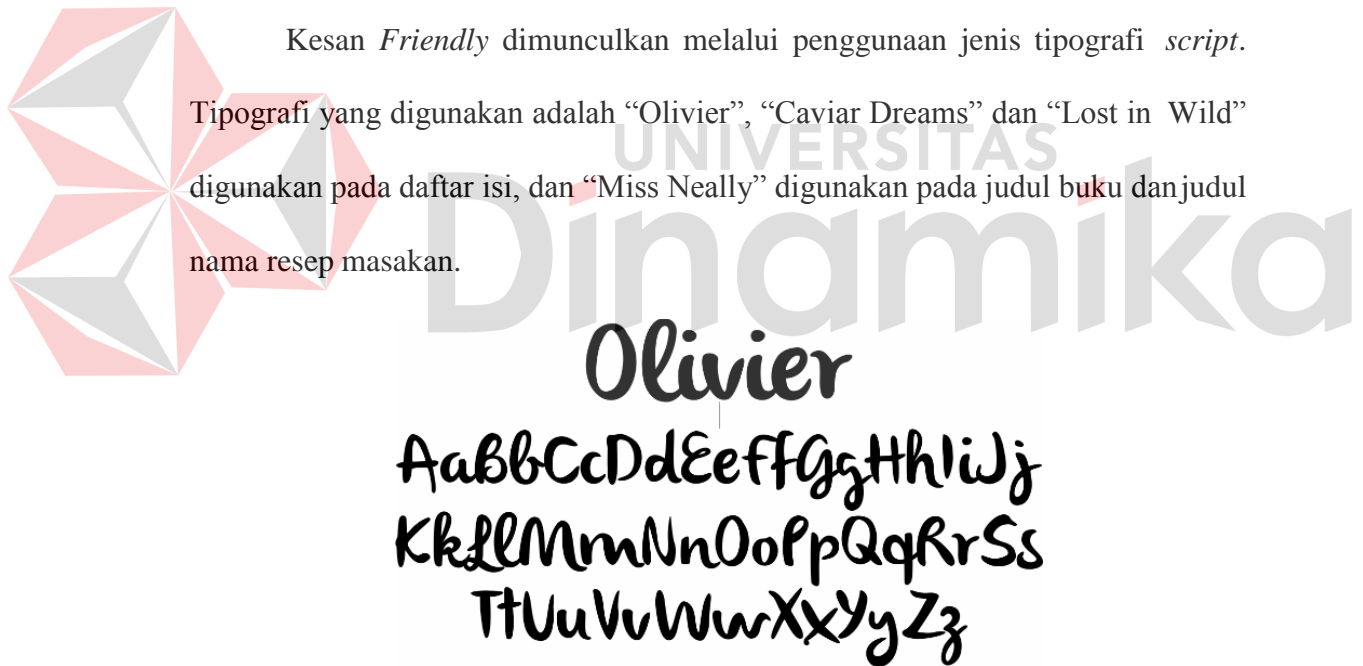 Kesan Friendly dimunculkan melalui penggunaan jenis tipografi script.
Tipografi yang digunakan adalah “Olivier”, “Caviar Dreams” dan “Lost in Wild”
UNIVERSITAS
digunakan pada daftar isi, dan “Miss Neally” digunakan pada judul buku danjudul
Dinamika
nama resep masakan.
Olivier
AaBbCcDdEeFfGgHhIiJj
KkLlMmNnOoPpQqRrSs
TtUuVvWwXxYyZz